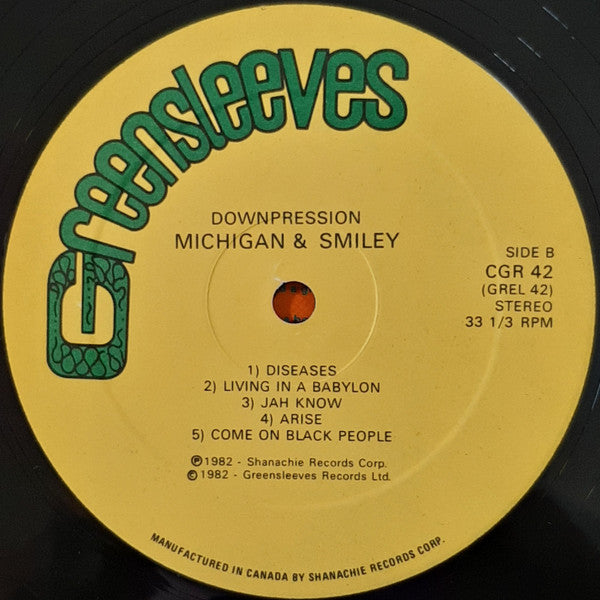 Greensleeves
DOWNPRESSION
MICHIGAN & SMILEY
SIDE B
CGR 42
(GREL 42)
STEREO
33 1/3 RPM
1) DISEASES
2) LIVING IN A BABYLON
3) JAH KNOW
4) ARISE
5) COME ON BLACK PEOPLE
℗1982 - Shanachie Records Corp.
©1982 - Greensleeves Records Ltd.
MANUFACTURED IN CANADA BY SHANACHIE RECORDS CORP.